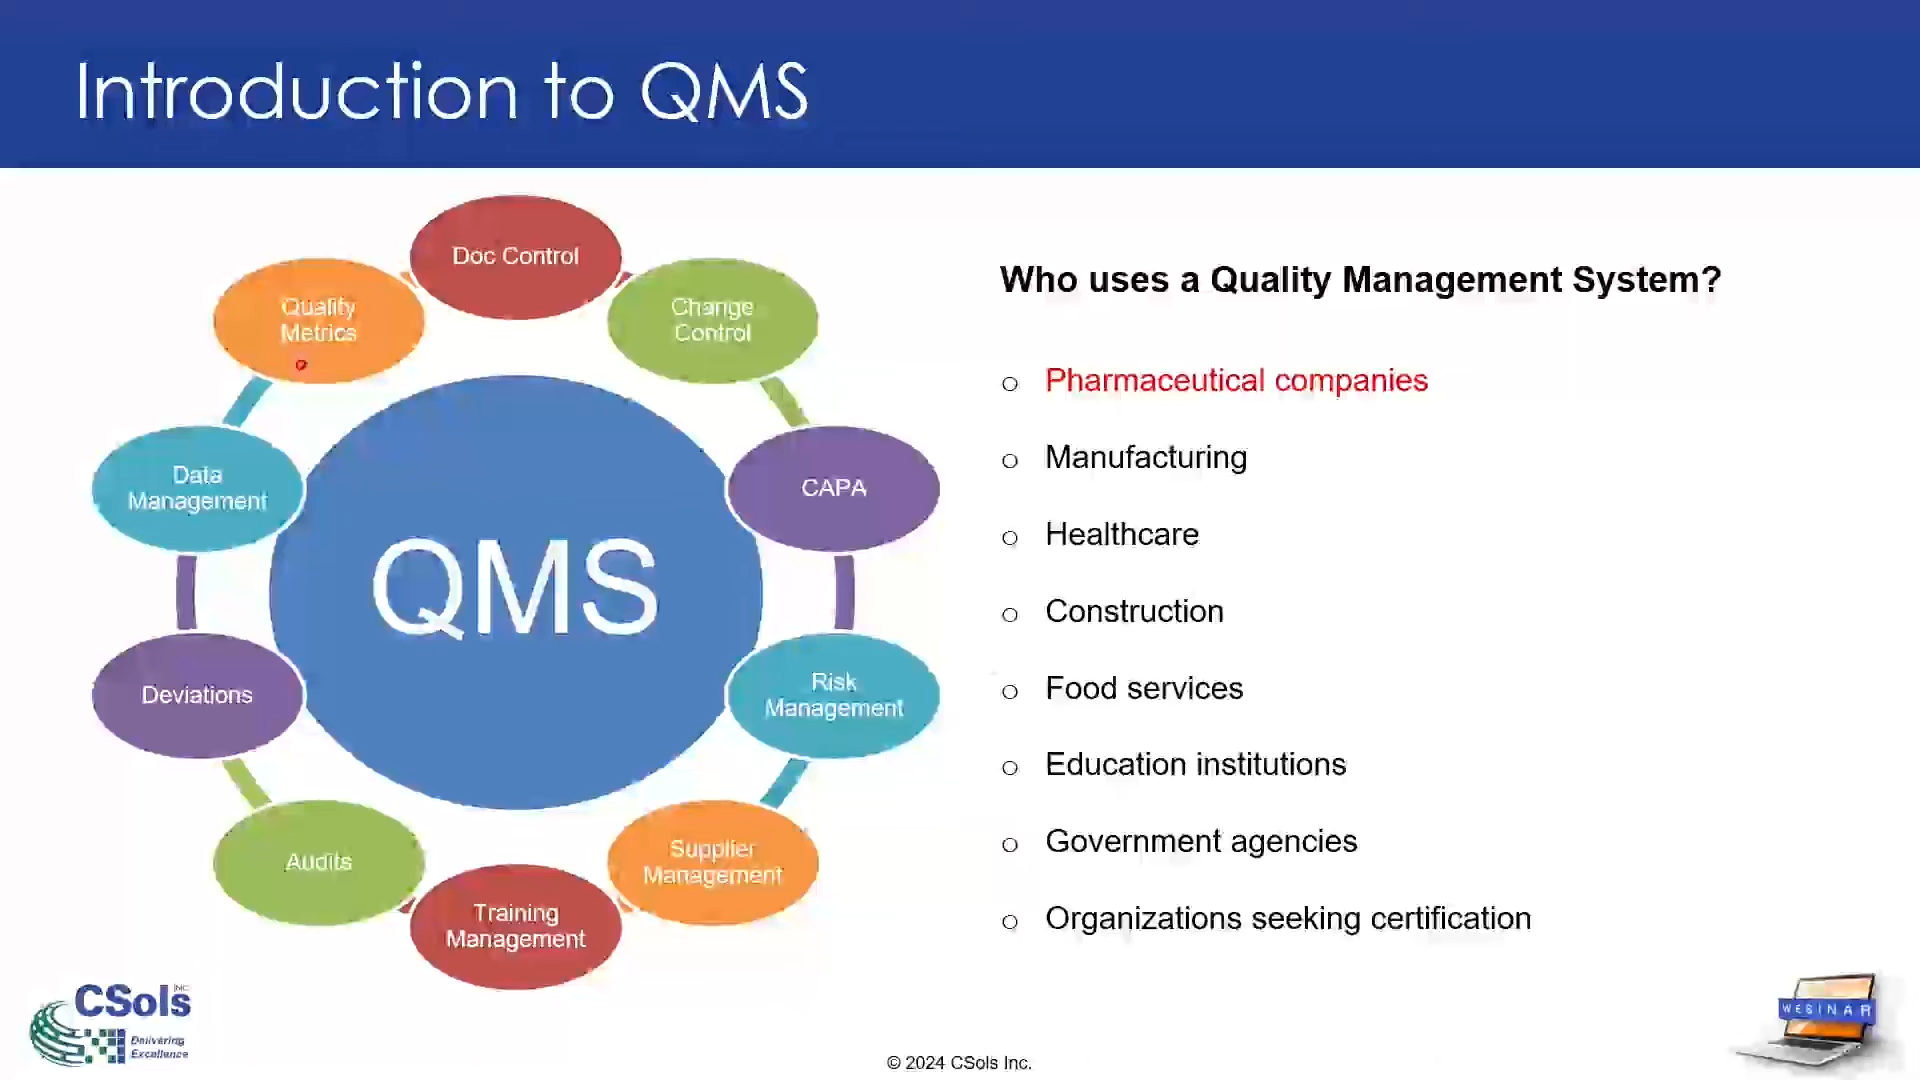 Introduction to QMS
Doc Control
Change
Control
CAPA
Risk
Management
Supplier
Management
Training
Management
Audits
Deviations
Data
Management
Quality
Metrics
QMS
Who uses a Quality Management System?
Pharmaceutical companies
Manufacturing
Healthcare
Construction
Food services
Education institutions
Government agencies
Organizations seeking certification
CSols INC
Delivering
Excellence
© 2024 CSols Inc.
WEBINAR